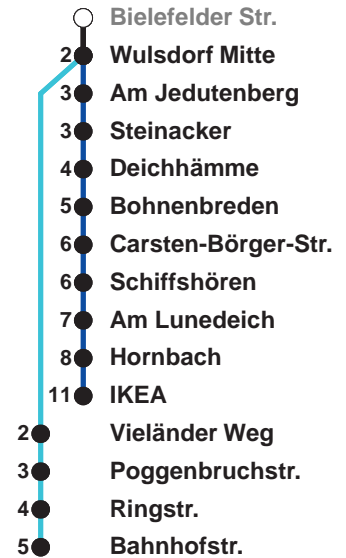 Bielefelder Str.
2 Wulsdorf Mitte
3 Am Jedutenberg
3 Steinacker
4 Deichhämme
5 Bohnenbreden
6 Carsten-Börger-Str.
6 Schiffshören
7 Am Lunedeich
8 Hornbach
11 IKEA
2 Vieländer Weg
3 Poggenbruchstr.
4 Ringstr.
5 Bahnhofstr.